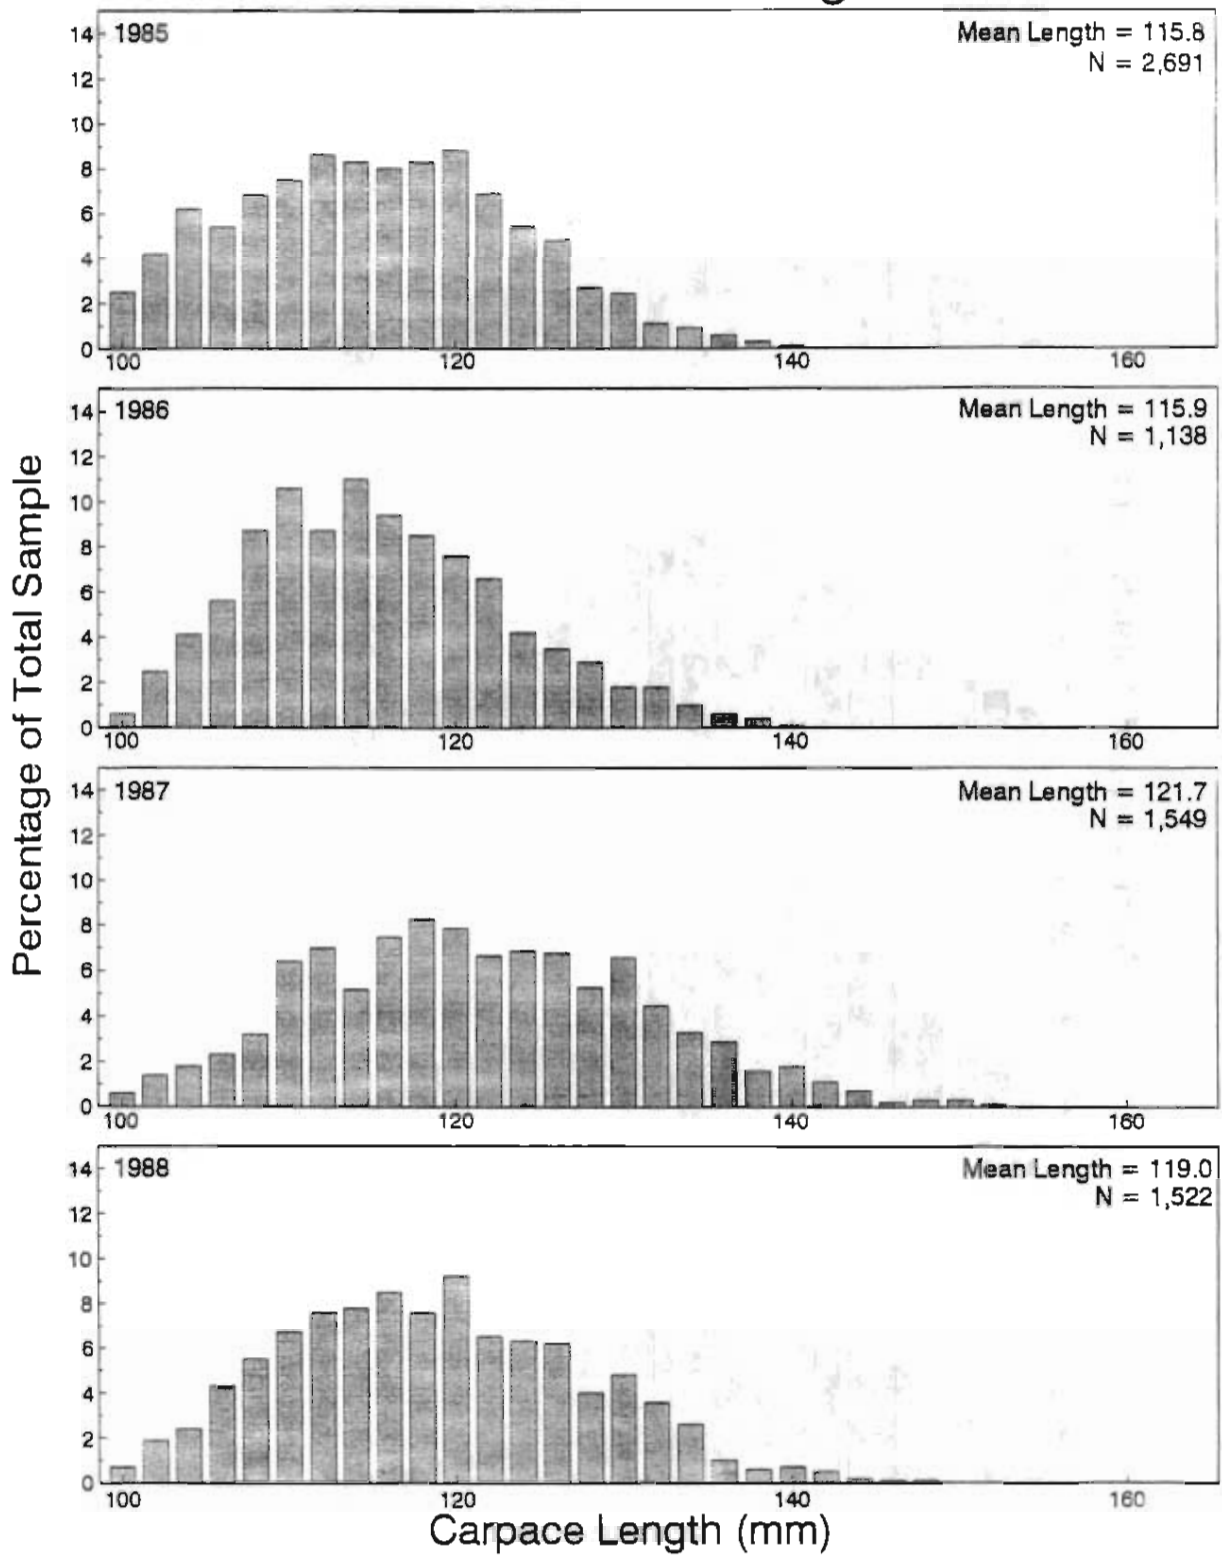 Percentage of Total Sample
14 1985 Mean Length = 115.8
N = 2,691
12
10
8
6
4
2
0
100 120 140 160
14 1986 Mean Length = 115.9
N = 1,138
12
10
8
6
4
2
0
100 120 140 160
14 1987 Mean Length = 121.7
N = 1,549
12
10
8
6
4
2
0
100 120 140 160
14 1988 Mean Length = 119.0
N = 1,522
12
10
8
6
4
2
0
100 120 140 160
Carpace Length (mm)